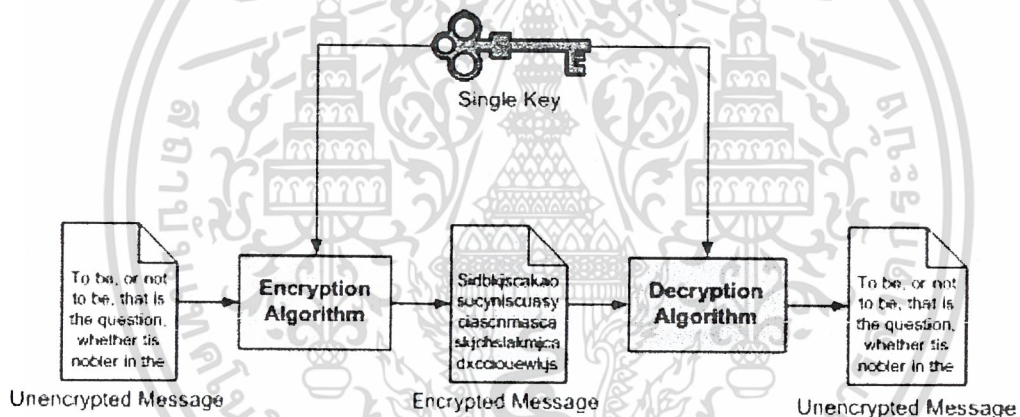 Single Key
To be, or not
to be, that is
the question,
whether tis
nobler in the
Unencrypted Message
Encryption
Algorithm
Sidbkjscakao
sucyniscuasy
ciascnmasca
skjchslakmjca
dxcciouewlujs
Encrypted Message
Decryption
Algorithm
To be, or not
to be, that is
the question,
whether tis
nobler in the
Unencrypted Message